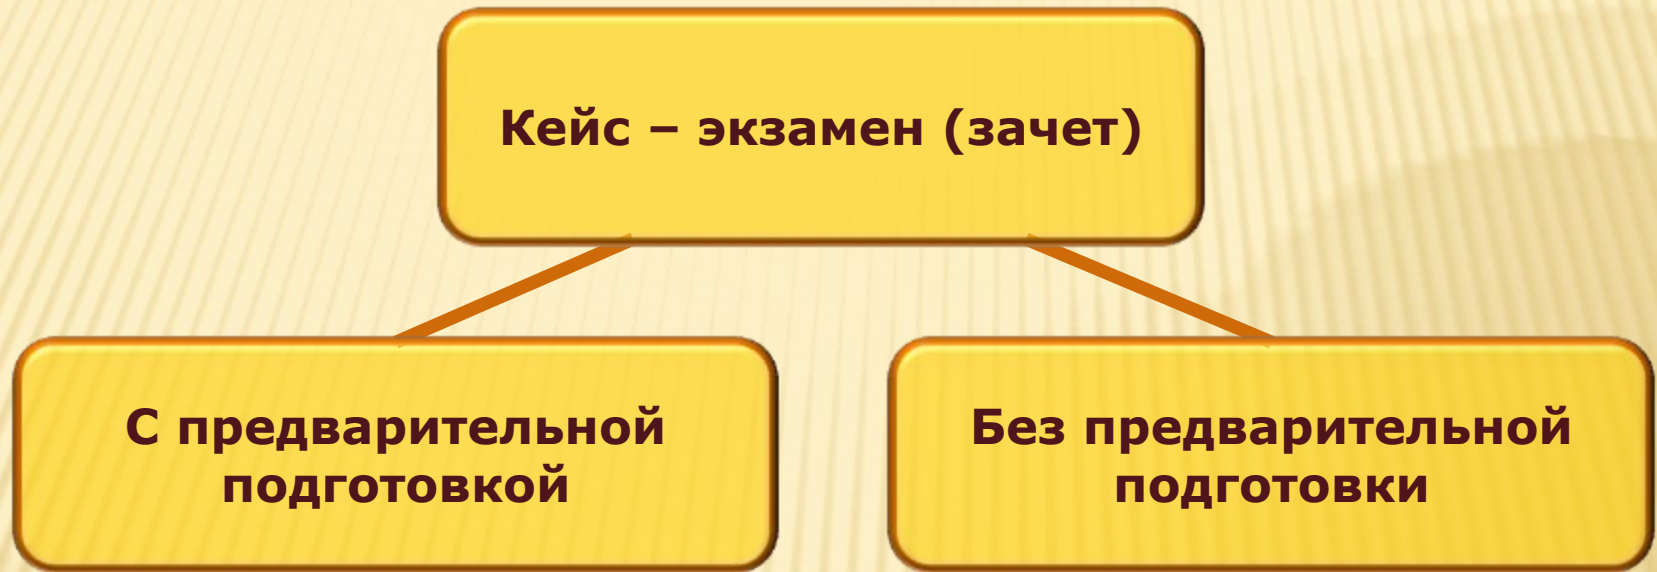 Кейс – экзамен (зачет)
С предварительной
подготовкой
Без предварительной
подготовки